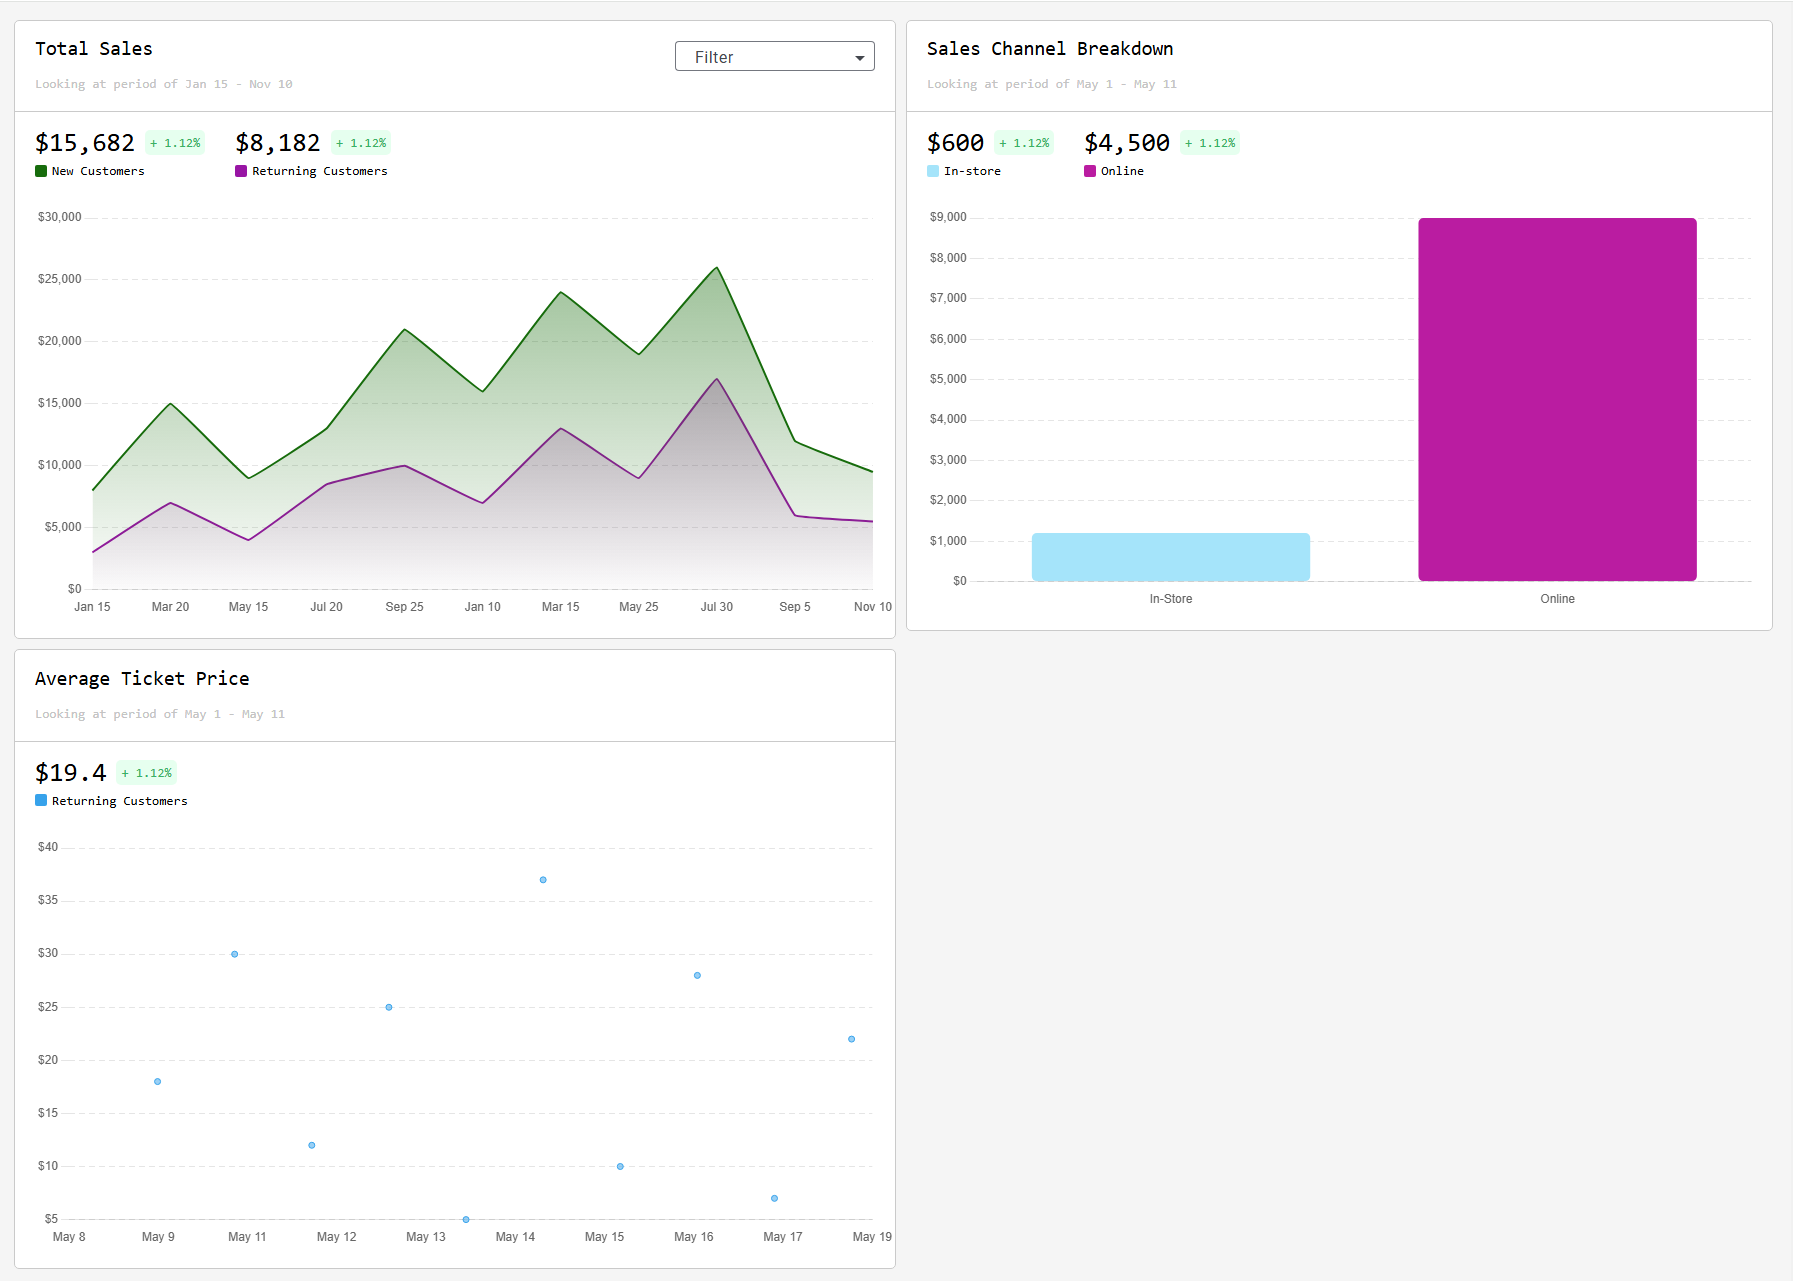 Total Sales
Filter
Looking at period of Jan 15 - Nov 10
$15,682 + 1.12% $8,182 + 1.12%
New Customers Returning Customers
$30,000
$25,000
$20,000
$15,000
$10,000
$5,000
$0
Jan 15 Mar 20 May 15 Jul 20 Sep 25 Jan 10 Mar 15 May 25 Jul 30 Sep 5 Nov 10
Sales Channel Breakdown
Looking at period of May 1 - May 11
$600 + 1.12% $4,500 + 1.12%
In-store Online
$9,000
$8,000
$7,000
$6,000
$5,000
$4,000
$3,000
$2,000
$1,000
$0
In-Store Online
Average Ticket Price
Looking at period of May 1 - May 11
$19.4 + 1.12%
Returning Customers
$40
$35
$30
$25
$20
$15
$10
$5
May 8 May 9 May 11 May 12 May 13 May 14 May 15 May 16 May 17 May 19